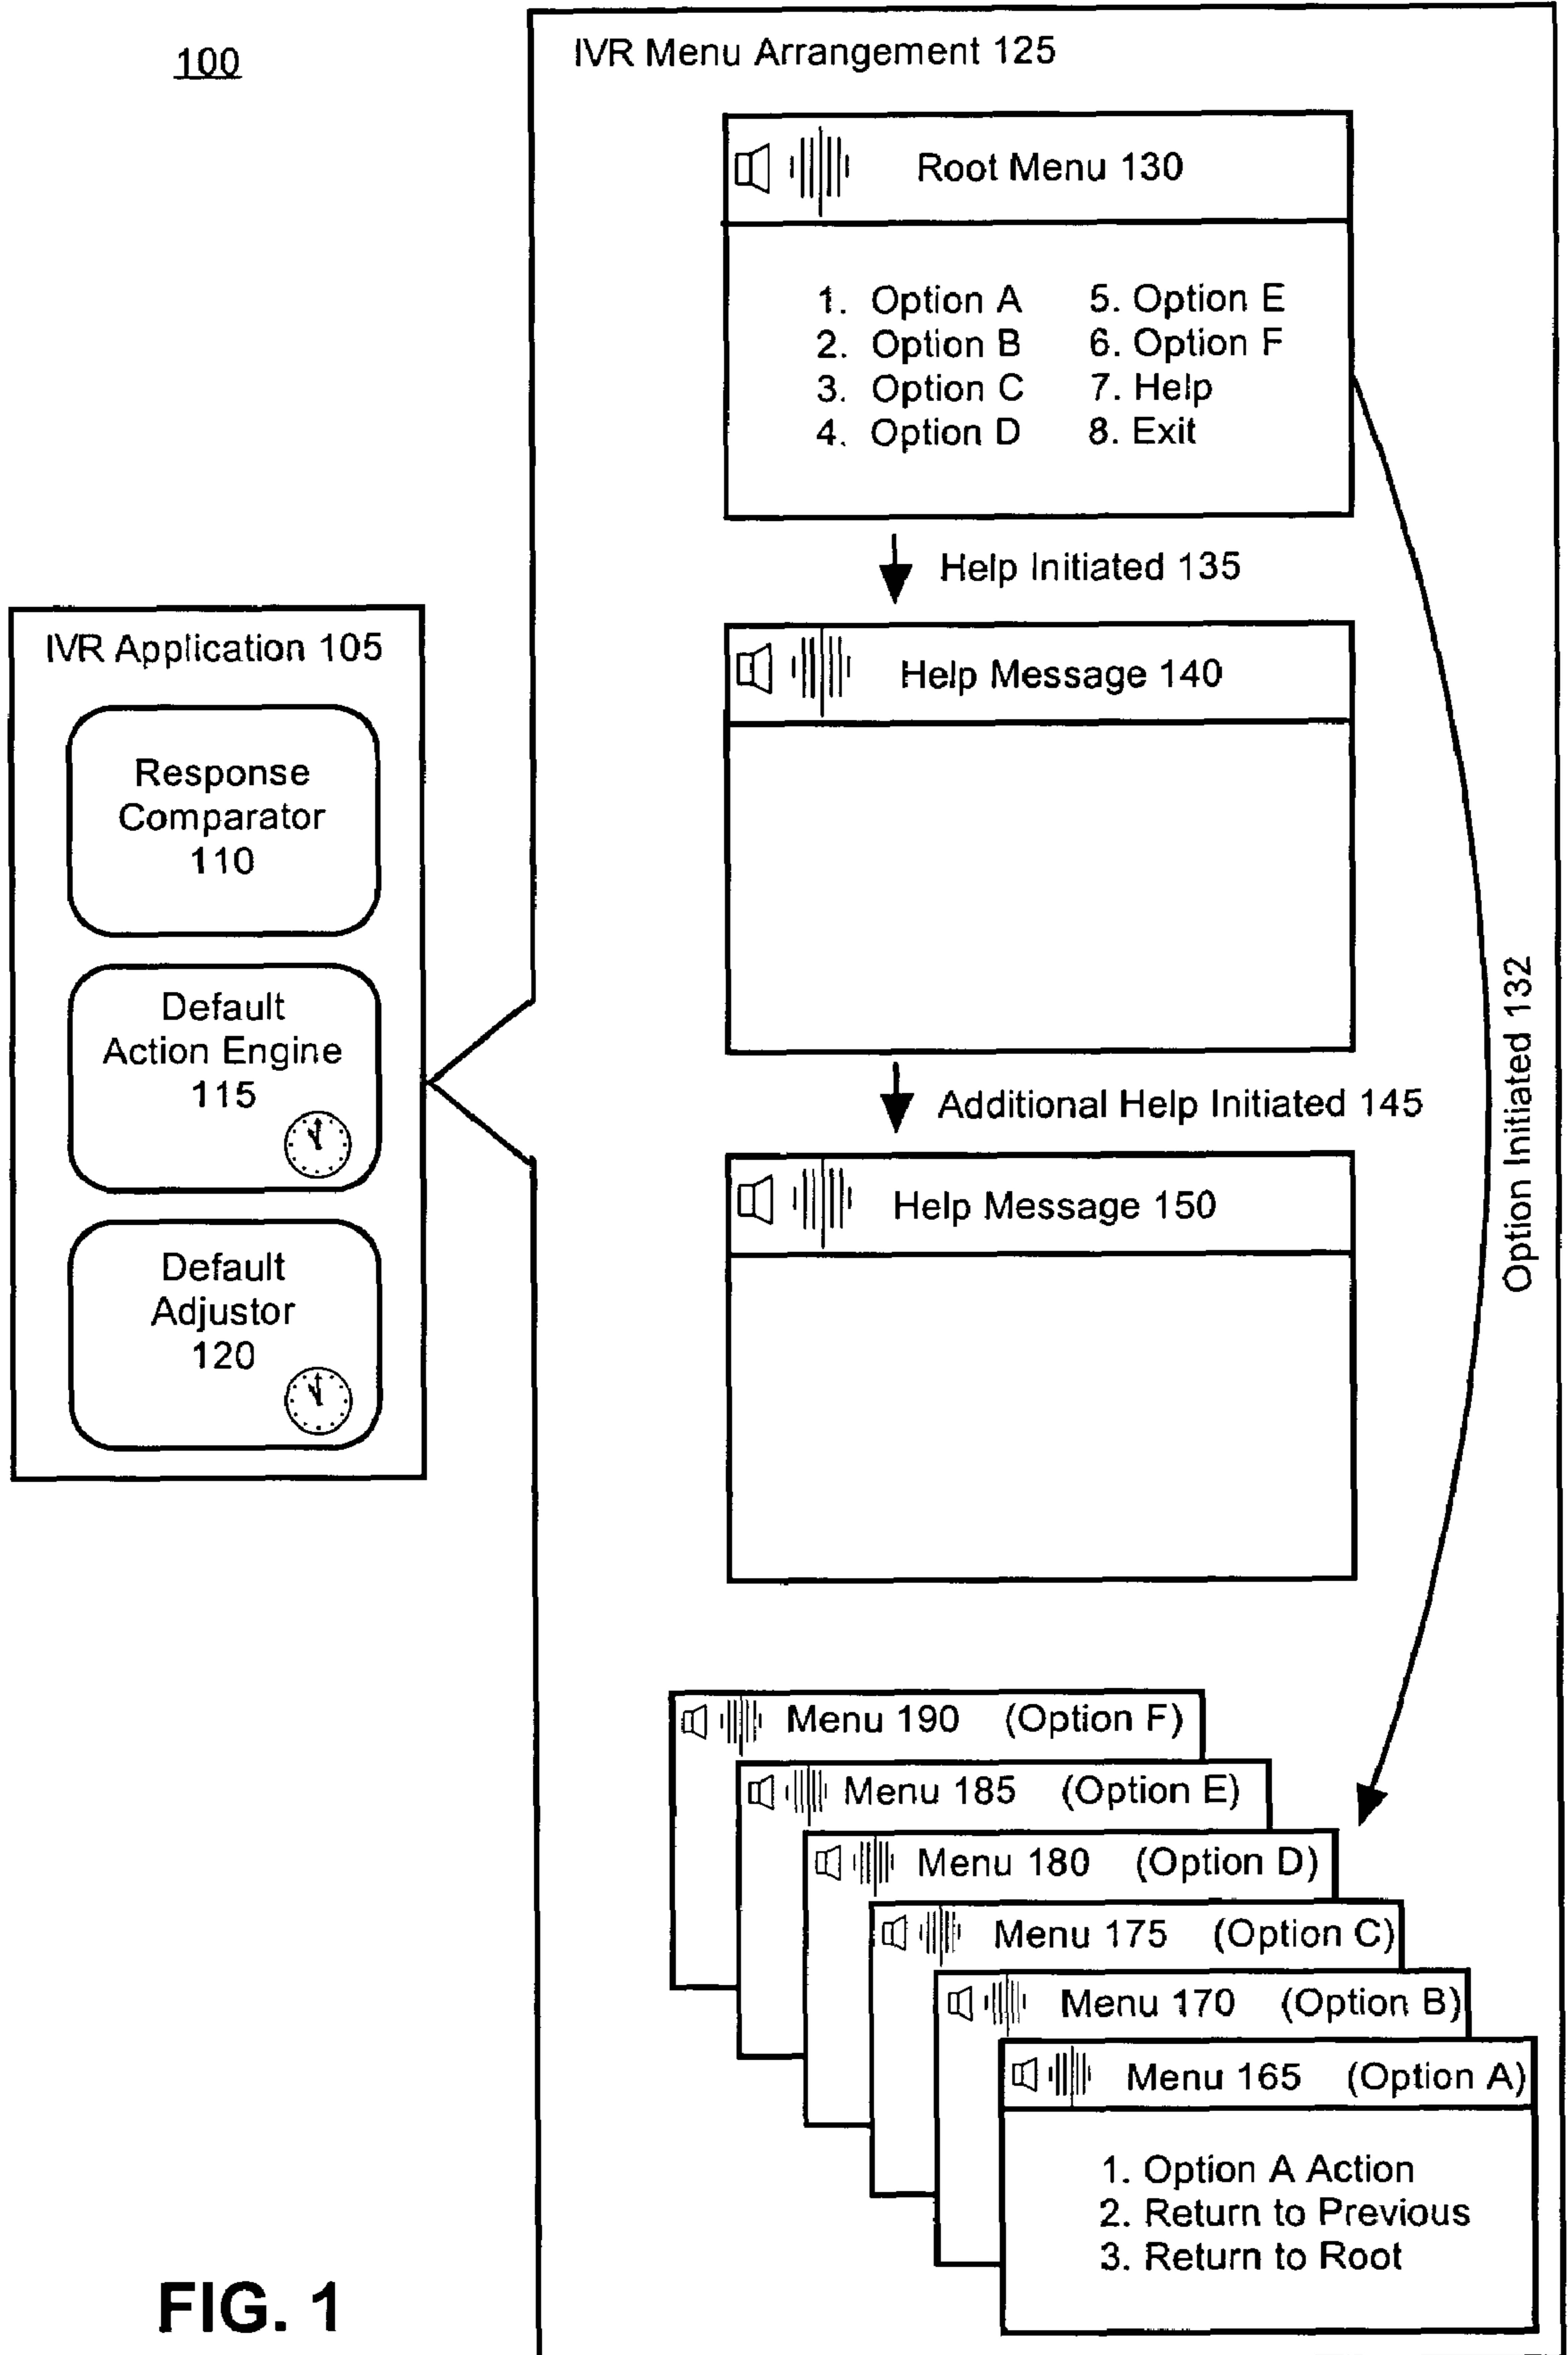 100
IVR Menu Arrangement 125
Root Menu 130
1. Option A
2. Option B
3. Option C
4. Option D
5. Option E
6. Option F
7. Help
8. Exit
Help Initiated 135
IVR Application 105
Response
Comparator
110
Default
Action Engine
115
Default
Adjustor
120
Help Message 140
Additional Help Initiated 145
Help Message 150
Option Initiated 132
Menu 190 (Option F)
Menu 185 (Option E)
Menu 180 (Option D)
Menu 175 (Option C)
Menu 170 (Option B)
Menu 165 (Option A)
1. Option A Action
2. Return to Previous
3. Return to Root
FIG. 1